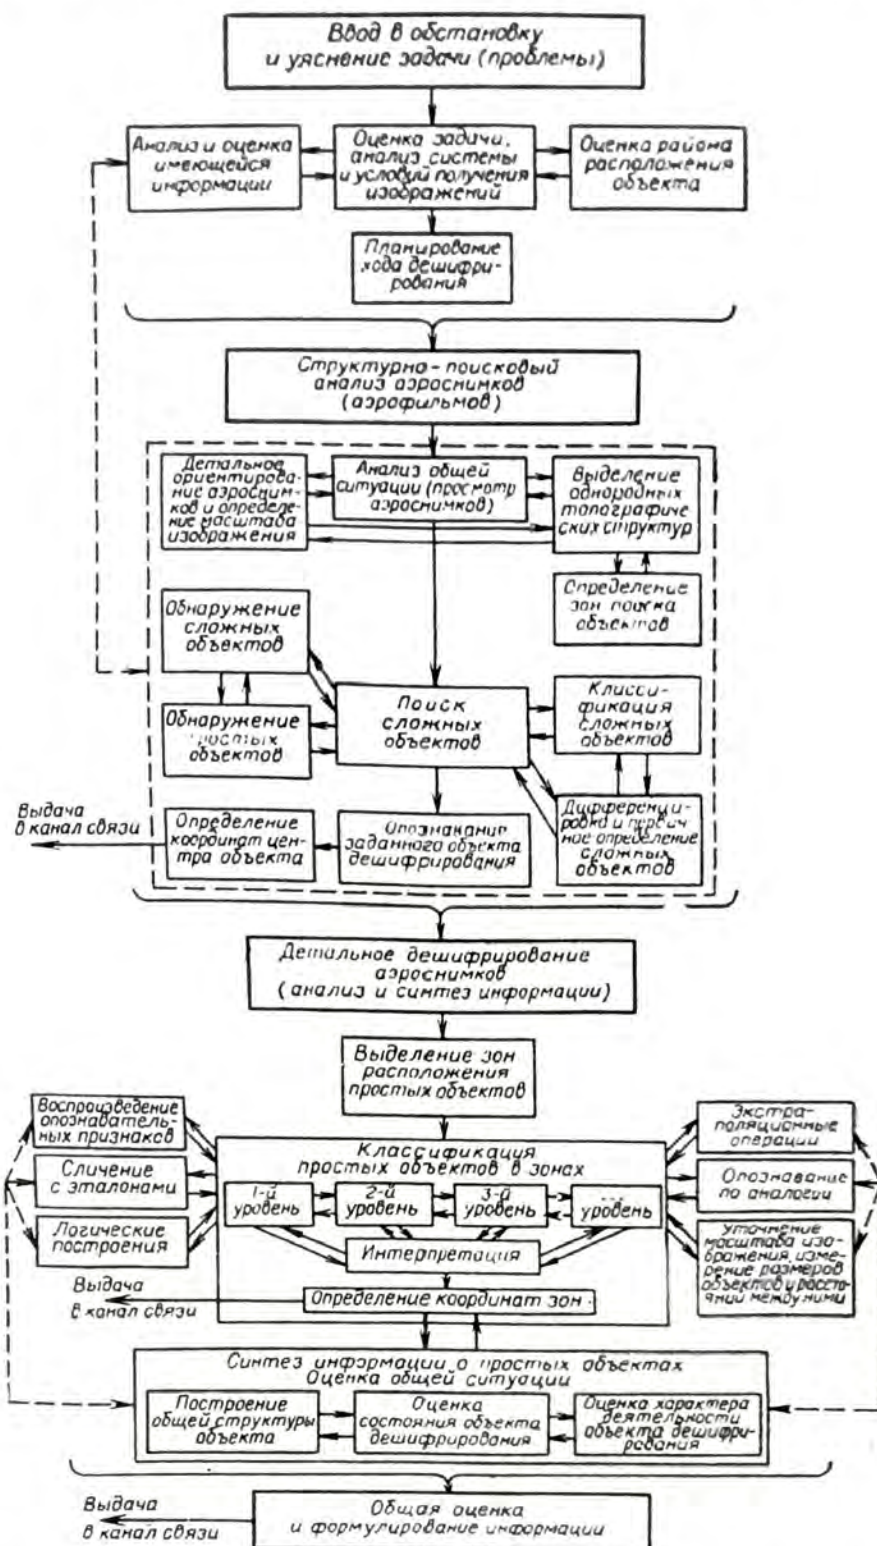 Ввод в обстановку
и уяснение задачи (проблемы)
Анализ и оценка
имеющейся
информации
Оценка задачи,
анализ системы
и условий получения
изображений
Оценка района
расположения
объекта
Планирование
хода дешифри-
рования
Структурно-поисковый
анализ аэроснимков
(аэрофильмов)
Детальное
ориентирова-
ние аэросним-
ков и определе-
ние масштаба
изображения
Анализ общей
ситуации (просмотр
аэроснимков)
Выделение
однородных
топографиче-
ских структур
Определение
зон поиска
объектов
Обнаружение
сложных
объектов
Обнаружение
простых
объектов
Поиск
сложных
объектов
Класси-
фикация
сложных
объектов
Выдача
в канал связи
Определение
координат цен-
тра объекта
Опознавание
заданного объекта
дешифрирования
Дифференци-
ровка и первич-
ное определение
сложных
объектов
Детальное дешифрирование
аэроснимков
(анализ и синтез информации)
Выделение зон
расположения
простых объектов
Воспроизведение
опознаватель-
ных признаков
Сличение
с эталонами
Логические
построения
Классификация
простых объектов в зонах
1-й
уровень
2-й
уровень
3-й
уровень
...
уровень
Интерпретация
Определение координат зон
Экстра-
поляционные
операции
Опознавание
по аналогии
Уточнение
масштаба изо-
бражения, изме-
рение размеров
объектов и рассто-
яний между ними
Выдача
в канал связи
Синтез информации о простых объектах
Оценка общей ситуации
Построение
общей структуры
объекта
Оценка
состояния объекта
дешифрирования
Оценка характера
деятельности
объекта дешифри-
рования
Выдача
в канал связи
Общая оценка
и формулирование информации